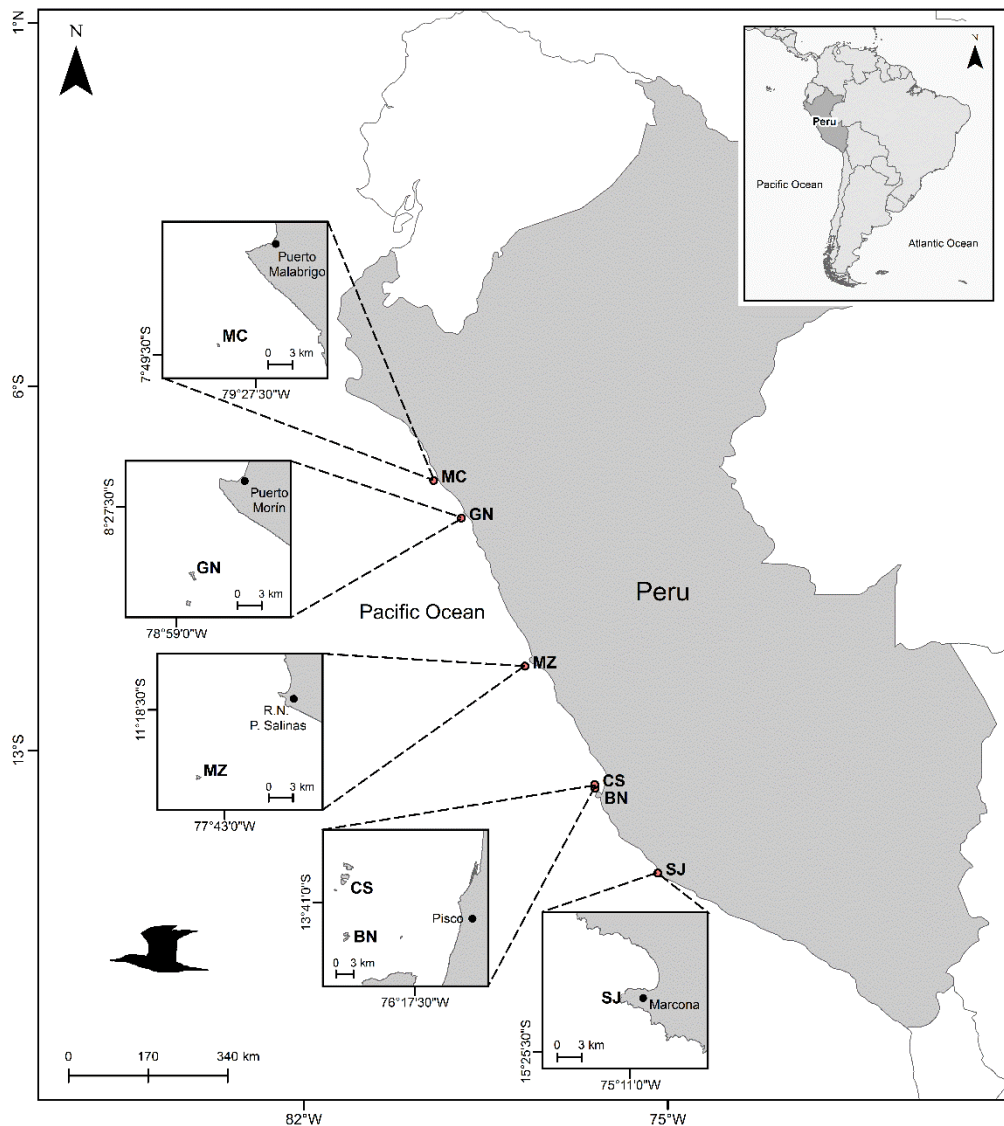 1°N
N
N
Peru
Pacific Ocean
Atlantic Ocean
Puerto
Malabrigo
MC
0 3 km
7°49'30"S
79°27'30"W
6°S
MC
Puerto
Morín
GN
GN
0 3 km
8°27'30"S
78°59'0"W
Pacific Ocean
Peru
R.N.
P. Salinas
MZ
MZ
0 3 km
11°18'30"S
77°43'0"W
13°S
CS
BN
CS
Pisco
BN
0 3 km
13°41'0"S
76°17'30"W
SJ
SJ
Marcona
0 3 km
15°25'30"S
75°11'0"W
0 170 340 km
82°W
75°W